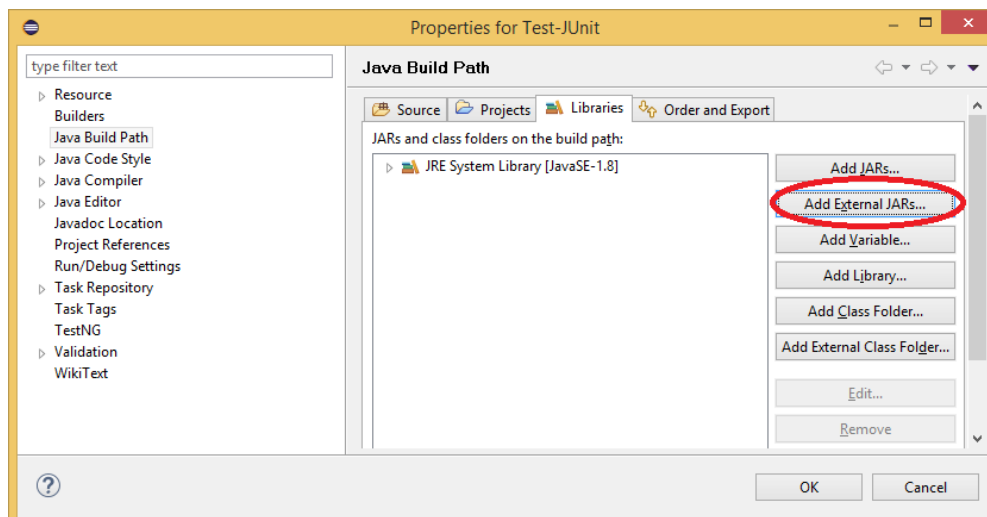 Properties for Test-JUnit
type filter text
Resource
Builders
Java Build Path
Java Code Style
Java Compiler
Java Editor
Javadoc Location
Project References
Run/Debug Settings
Task Repository
Task Tags
TestNG
Validation
WikiText
Java Build Path
Source Projects Libraries Order and Export
JARs and class folders on the build path:
JRE System Library [JavaSE-1.8]
Add JARs...
Add External JARs...
Add Variable...
Add Library...
Add Class Folder...
Add External Class Folder...
Edit...
Remove
OK Cancel